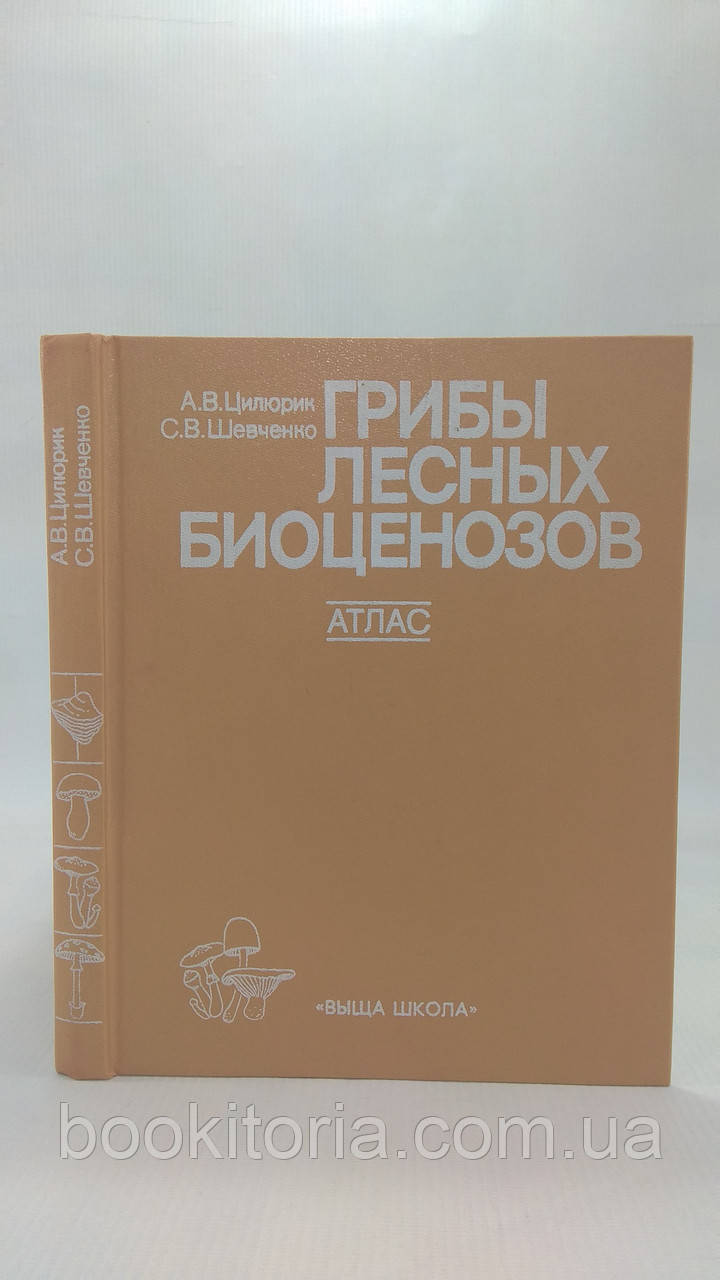 А.В.Цилюрик
С.В.Шевченко
А.В.Цилюрик
С.В.Шевченко
ГРИБЫ
ЛЕСНЫХ
БИОЦЕНОЗОВ
АТЛАС
«ВЫЩА ШКОЛА»
bookitoria.com.ua